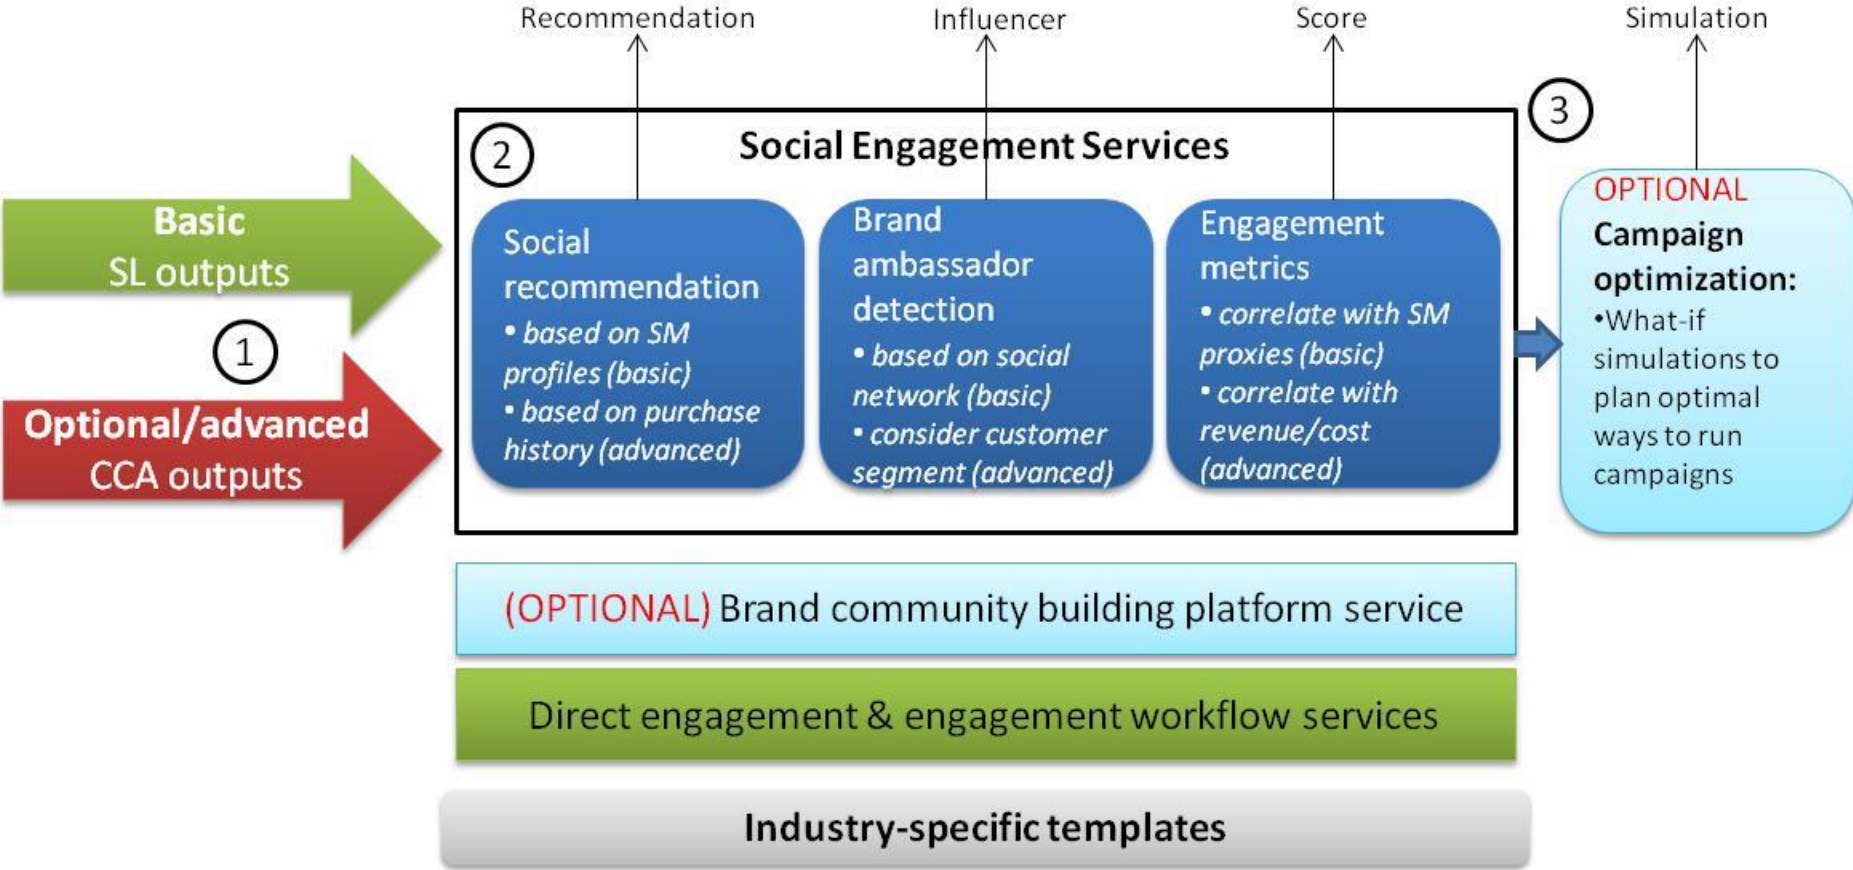 Recommendation
Influencer
Score
Simulation
3
2
Social Engagement Services
Basic
SL outputs
1
Optional/advanced
CCA outputs
Social
recommendation
• based on SM
profiles (basic)
• based on purchase
history (advanced)
Brand
ambassador
detection
• based on social
network (basic)
• consider customer
segment (advanced)
Engagement
metrics
• correlate with SM
proxies (basic)
• correlate with
revenue/cost
(advanced)
OPTIONAL
Campaign
optimization:
•What-if
simulations to
plan optimal
ways to run
campaigns
(OPTIONAL) Brand community building platform service
Direct engagement & engagement workflow services
Industry-specific templates